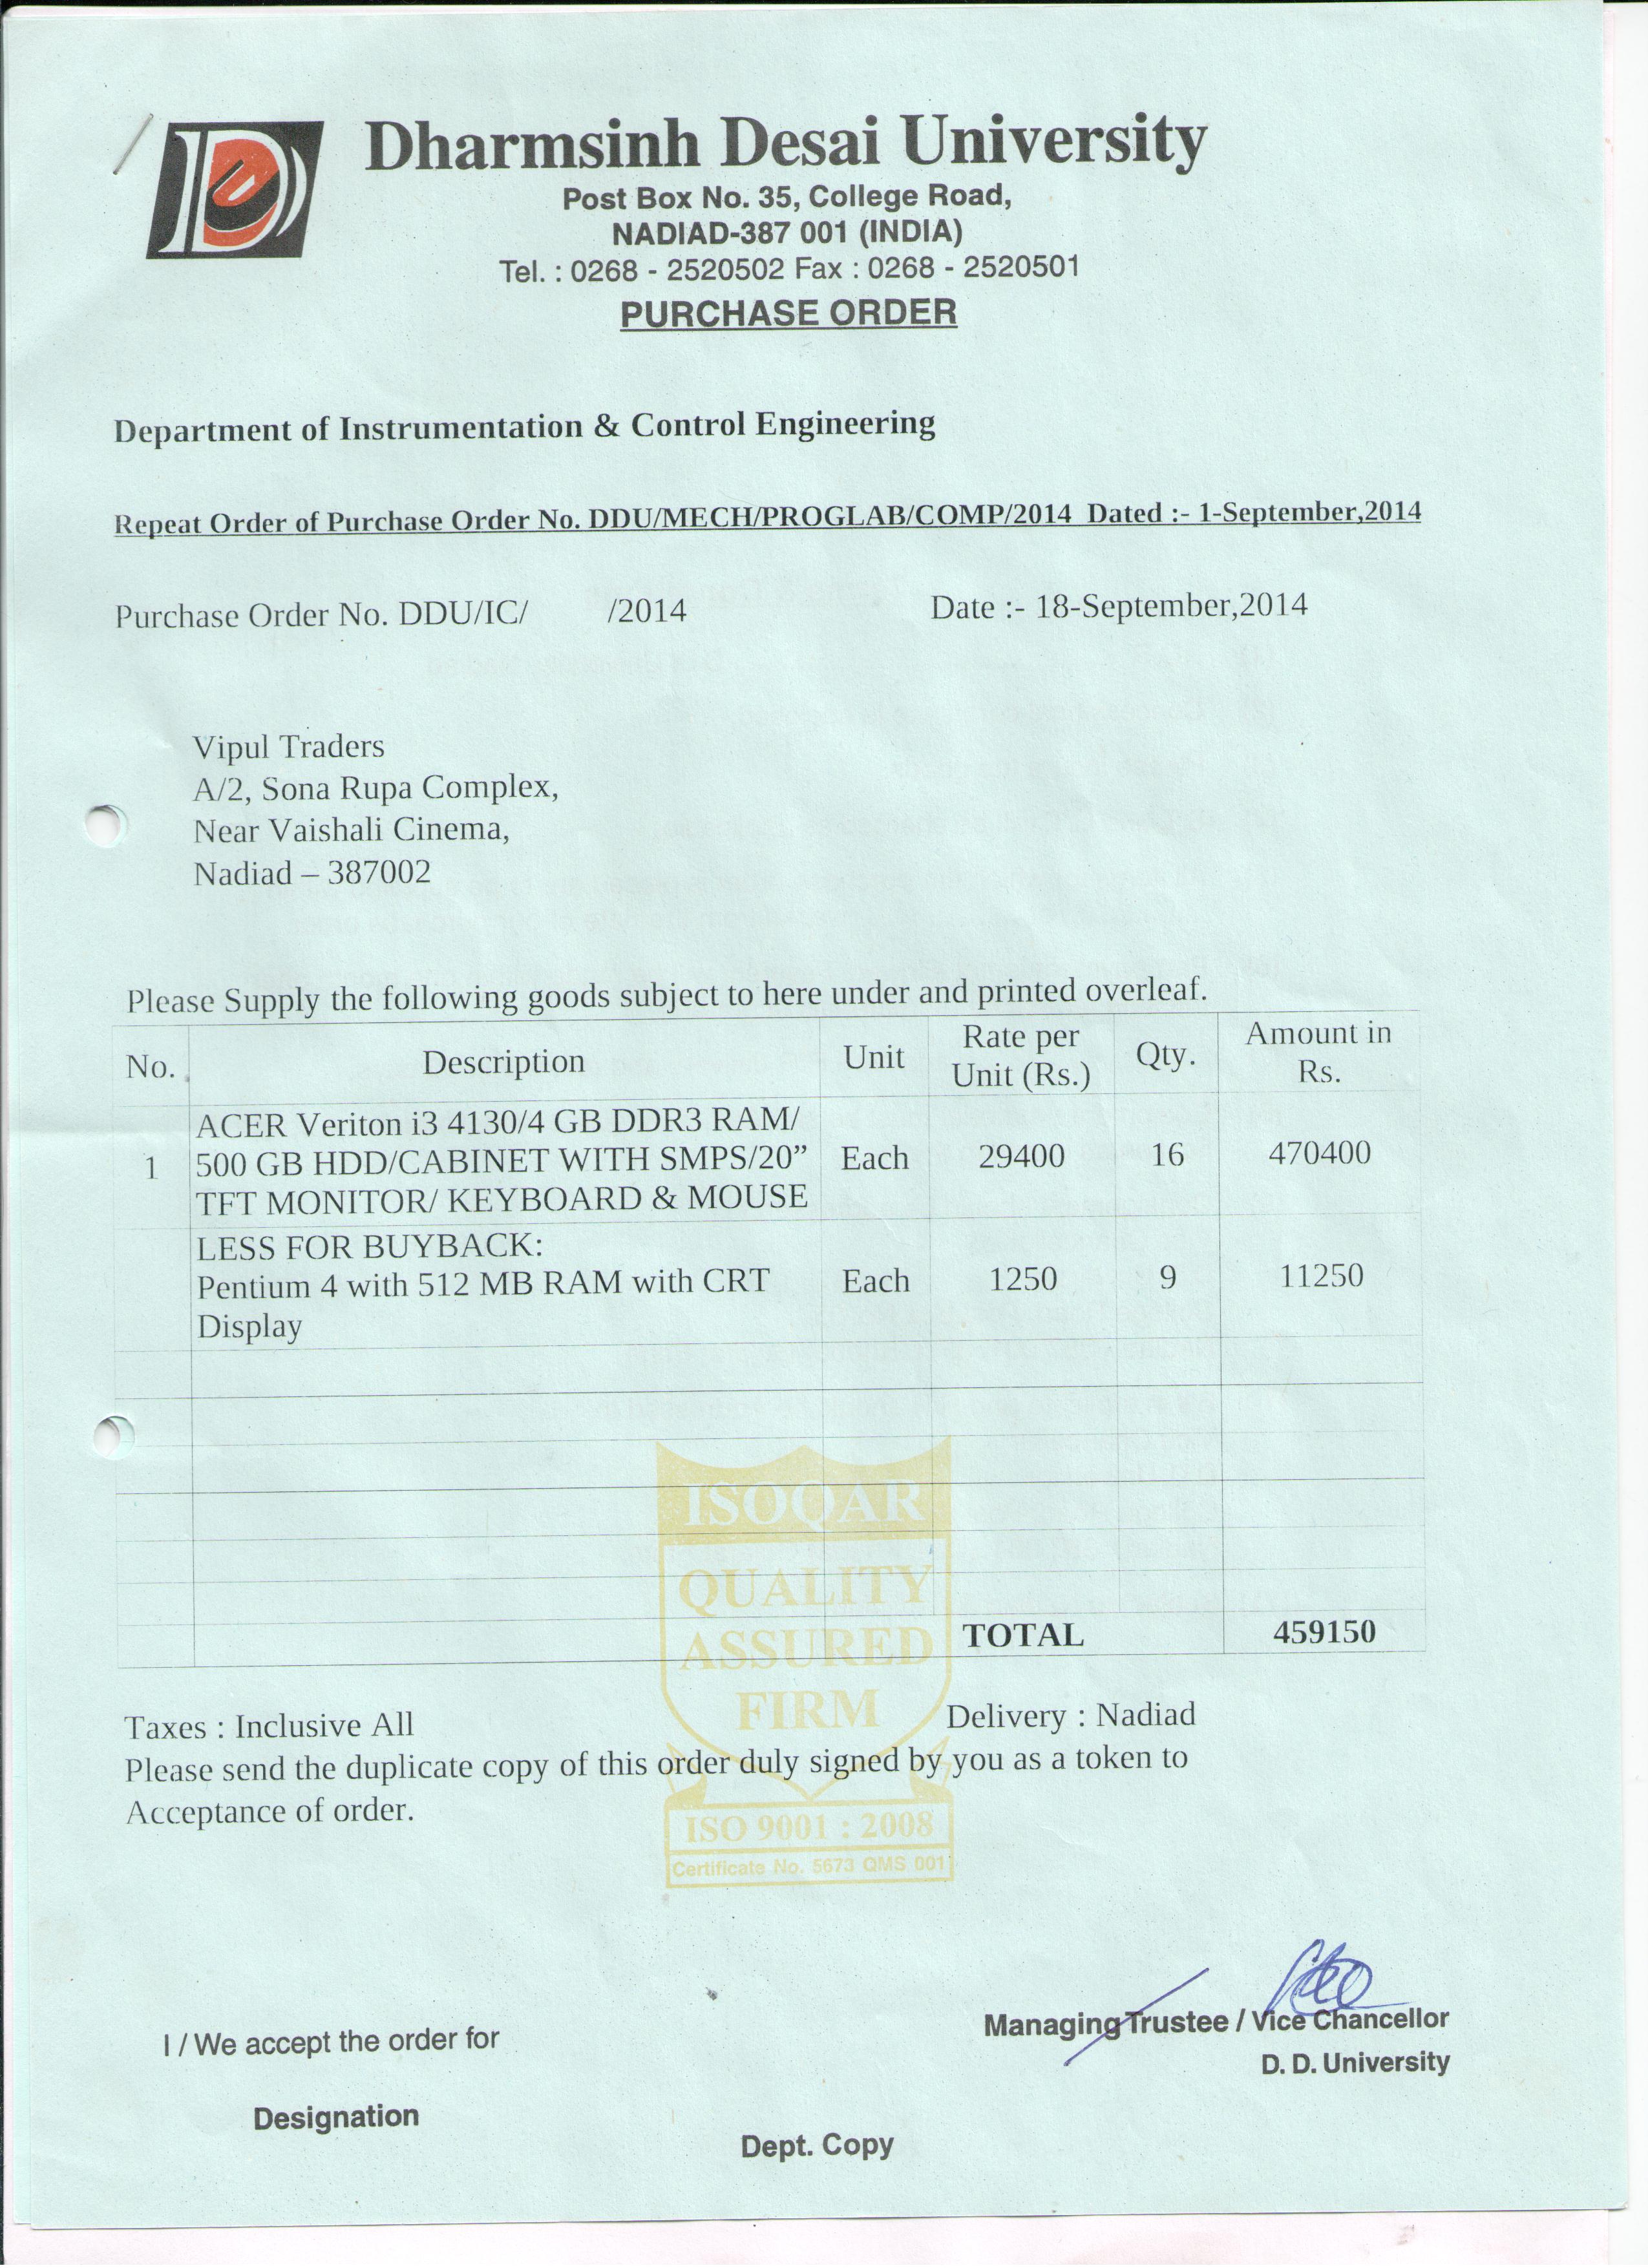 Dharmsinh Desai University
Post Box No. 35, College Road,
NADIAD-387 001 (INDIA)
Tel. : 0268 - 2520502 Fax : 0268 - 2520501
PURCHASE ORDER
Department of Instrumentation & Control Engineering
Repeat Order of Purchase Order No. DDU/MECH/PROGLAB/COMP/2014 Dated :- 1-September,2014
Purchase Order No. DDU/IC/ /2014 Date :- 18-September,2014
Vipul Traders
A/2, Sona Rupa Complex,
Near Vaishali Cinema,
Nadiad – 387002
Please Supply the following goods subject to here under and printed overleaf.
No. Description Unit Rate per Unit (Rs.) Qty. Amount in Rs.
ACER Veriton i3 4130/4 GB DDR3 RAM/
1 500 GB HDD/CABINET WITH SMPS/20” Each 29400 16 470400
TFT MONITOR/ KEYBOARD & MOUSE
LESS FOR BUYBACK:
Pentium 4 with 512 MB RAM with CRT Each 1250 9 11250
Display
ISOQAR
QUALITY
ASSURED
FIRM
TOTAL 459150
Taxes : Inclusive All Delivery : Nadiad
Please send the duplicate copy of this order duly signed by you as a token to
Acceptance of order.
ISO 9001 : 2008
Certificate No. 5673 QMS 001
Managing Trustee / Vice Chancellor
I / We accept the order for
D. D. University
Designation
Dept. Copy